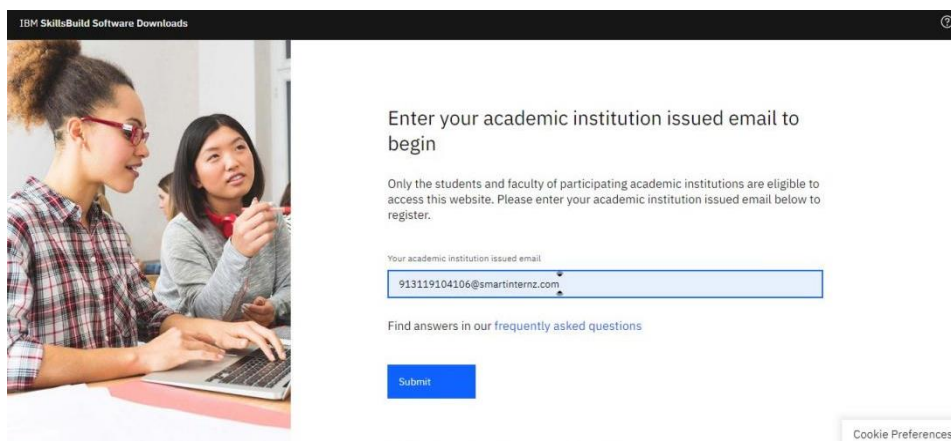 IBM SkillsBuild Software Downloads
Enter your academic institution issued email to
begin
Only the students and faculty of participating academic institutions are eligible to
access this website. Please enter your academic institution issued email below to
register.
Your academic institution issued email
913119104106@smartinternz.com
Find answers in our frequently asked questions
Submit
Cookie Preferences